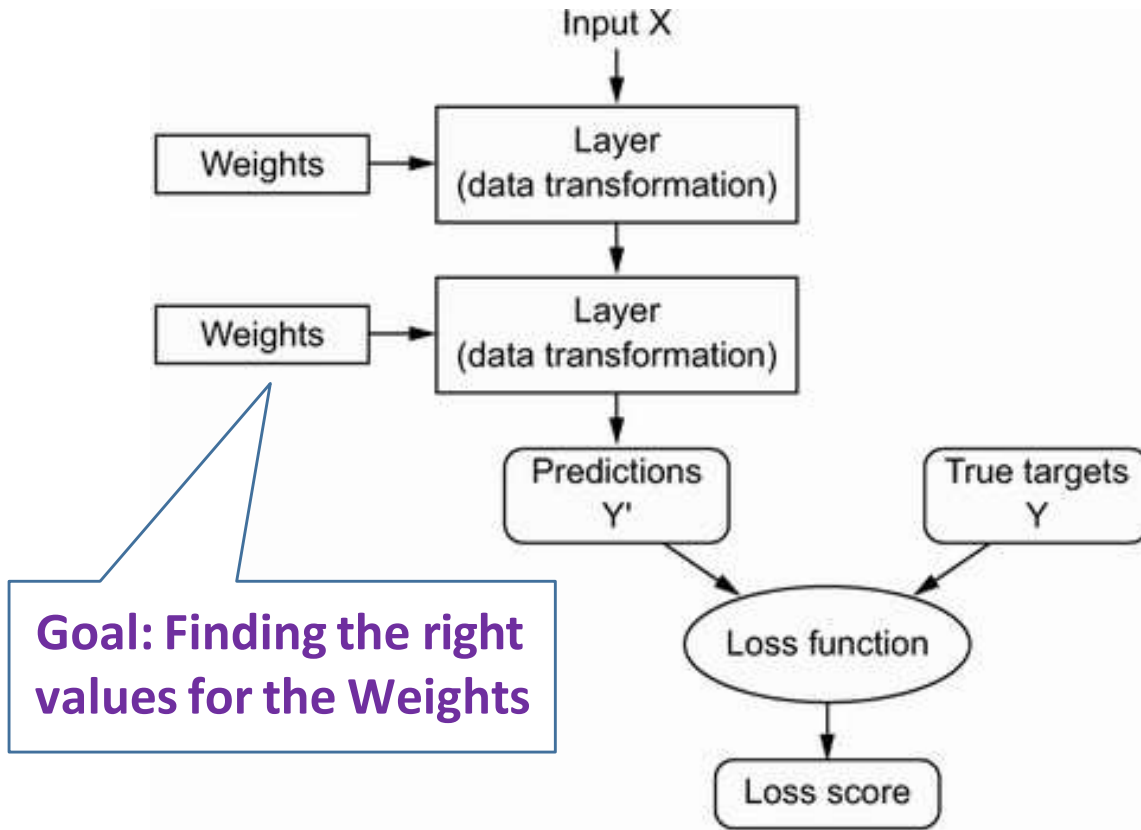 Input X
Weights
Layer
(data transformation)
Weights
Layer
(data transformation)
Predictions
Y'
True targets
Y
Goal: Finding the right
values for the Weights
Loss function
Loss score